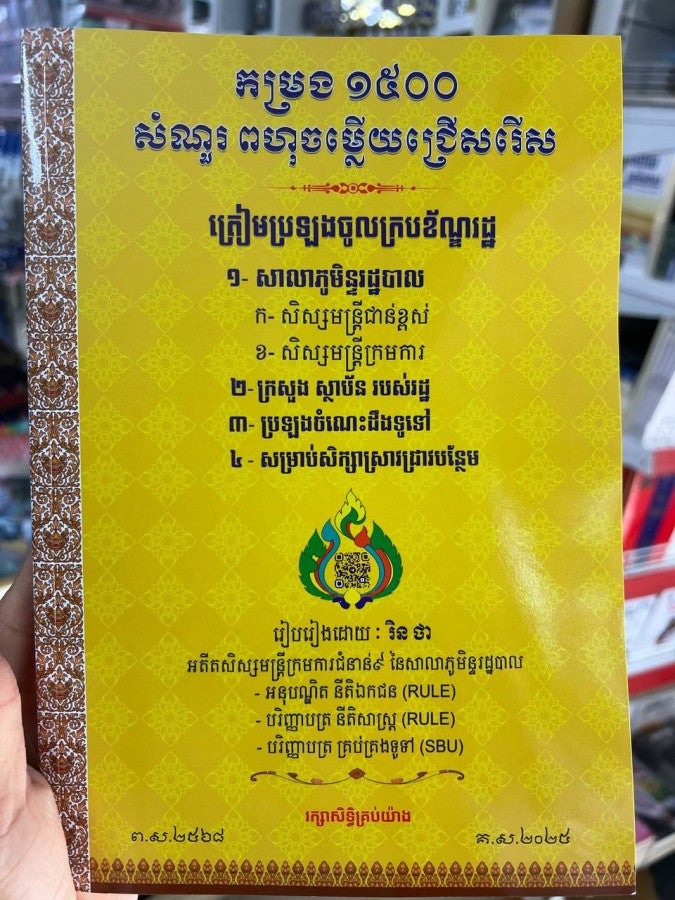 កម្រង ១៥០០
សំណួរ ពហុចម្លើយជ្រើសរើស
ត្រៀមប្រឡងចូលក្របខ័ណ្ឌរដ្ឋ
១- សាលាភូមិន្ទរដ្ឋបាល
ក- សិស្សមន្ត្រីជាន់ខ្ពស់
ខ- សិស្សមន្ត្រីក្រមការ
២- ក្រសួង ស្ថាប័ន របស់រដ្ឋ
៣- ប្រឡងចំណេះដឹងទូទៅ
៤ - សម្រាប់សិក្សាស្រាវជ្រាវបន្ថែម
រៀបរៀងដោយ : រិន ថា
អតីតសិស្សមន្ត្រីក្រមការជំនាន់៩ នៃសាលាភូមិន្ទរដ្ឋបាល
- អនុបណ្ឌិត នីតិឯកជន (RULE)
- បរិញ្ញាបត្រ នីតិសាស្ត្រ (RULE)
- បរិញ្ញាបត្រ គ្រប់គ្រងទូទៅ (SBU)
រក្សាសិទ្ធិគ្រប់យ៉ាង
ព.ស.២៥៦៨ គ.ស.២០២៥